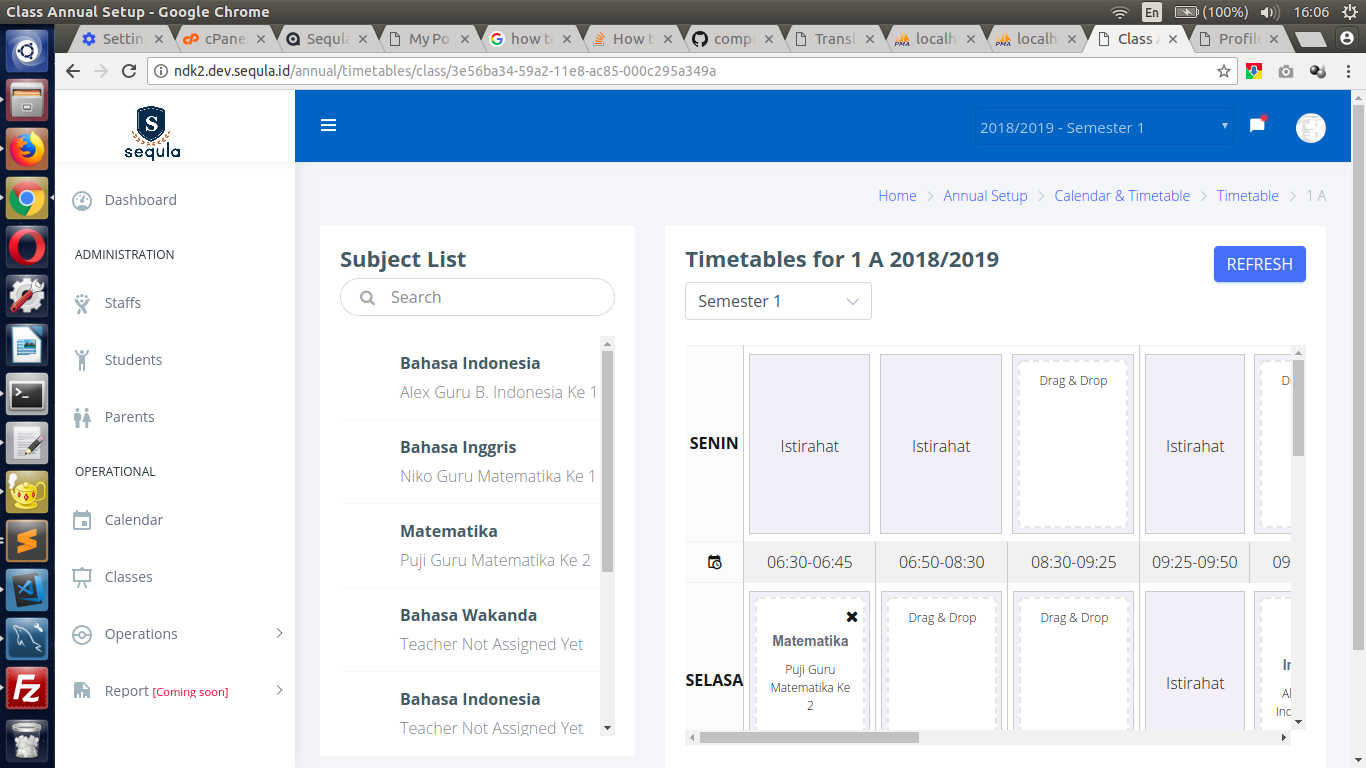 Class Annual Setup - Google Chrome
En
(100%)
16:06
Settin
cPane
Sequla
My Po
how to
How t
compo
Transl
localh
localh
Class A
Profile
ndk2.dev.sequla.id/annual/timetables/class/3e56ba34-59a2-11e8-ac85-000c295a349a
S
sequla
2018/2019 - Semester 1
Dashboard
ADMINISTRATION
Staffs
Students
Parents
OPERATIONAL
Calendar
Classes
Operations
Report [Coming soon]
Home > Annual Setup > Calendar & Timetable > Timetable > 1 A
Subject List
Search
Bahasa Indonesia
Alex Guru B. Indonesia Ke 1
Bahasa Inggris
Niko Guru Matematika Ke 1
Matematika
Puji Guru Matematika Ke 2
Bahasa Wakanda
Teacher Not Assigned Yet
Bahasa Indonesia
Teacher Not Assigned Yet
Timetables for 1 A 2018/2019
REFRESH
Semester 1
SENIN
Istirahat
Istirahat
Drag & Drop
Istirahat
06:30-06:45
06:50-08:30
08:30-09:25
09:25-09:50
09
SELASA
Matematika
Puji Guru
Matematika Ke
2
Drag & Drop
Drag & Drop
Istirahat